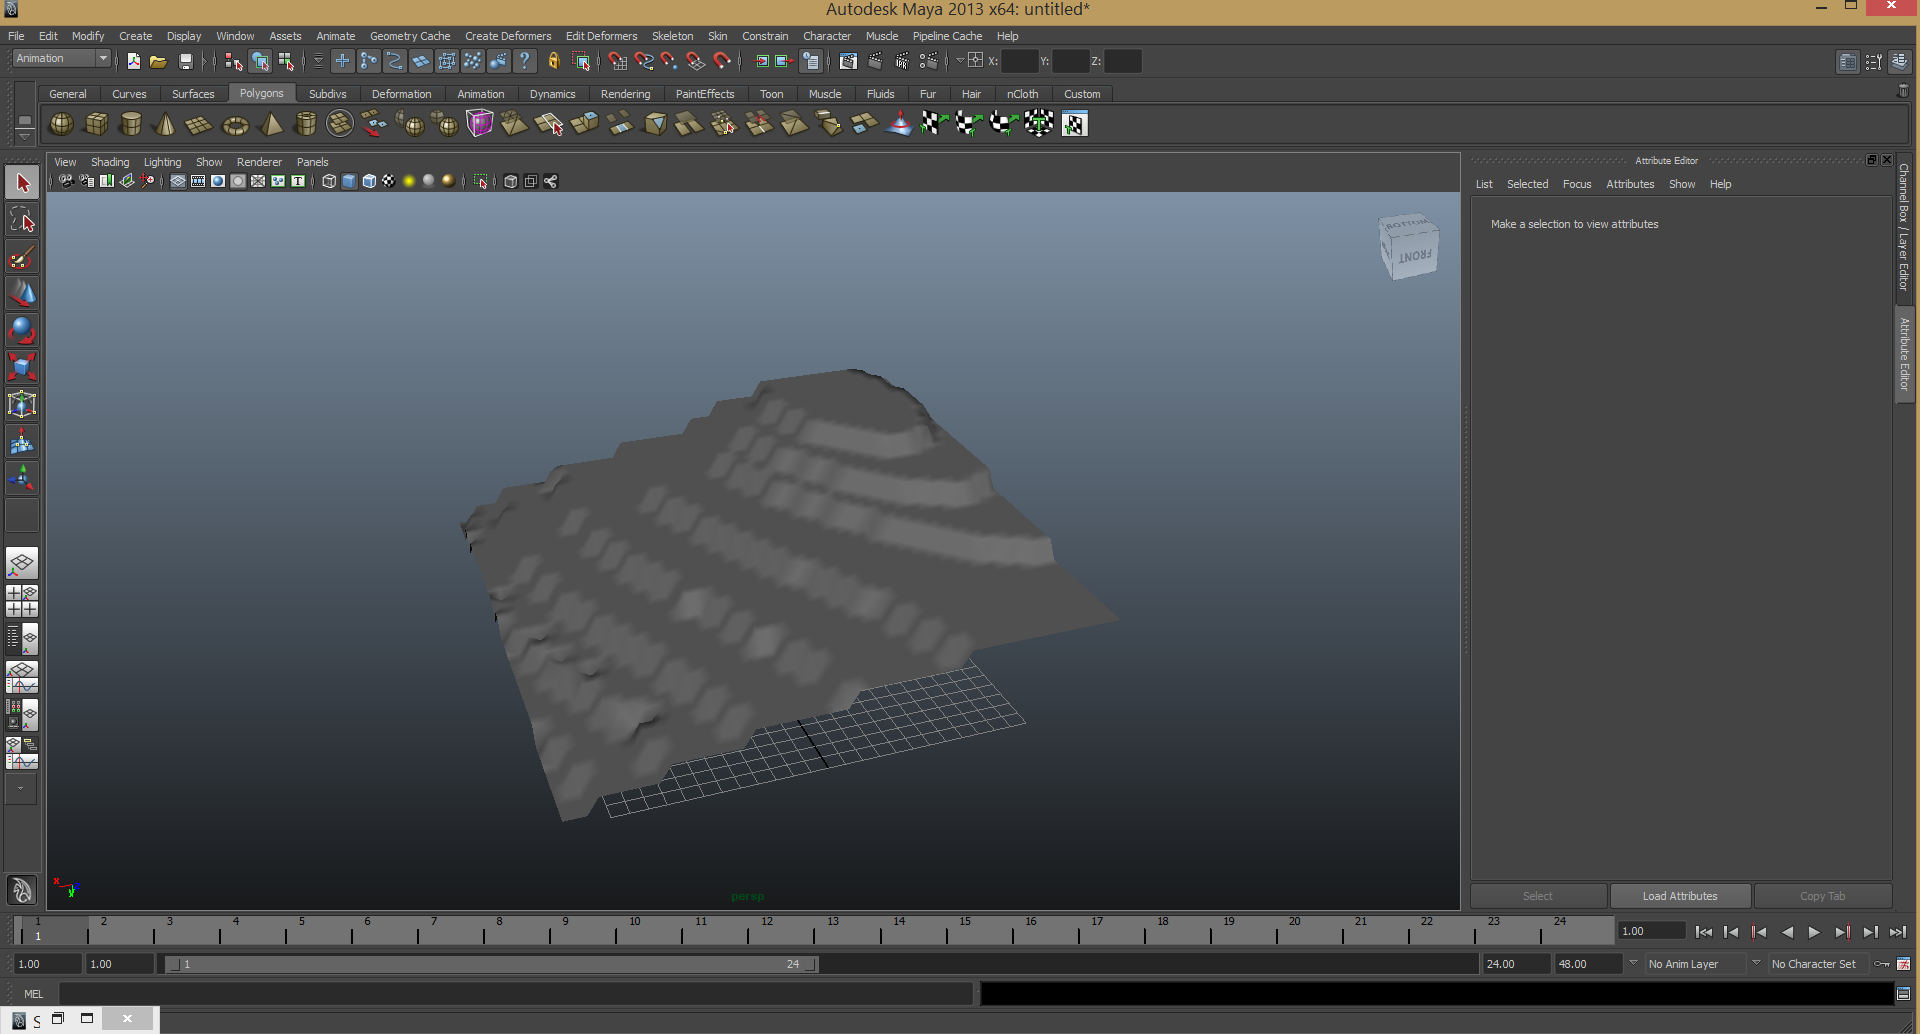 Autodesk Maya 2013 x64: untitled*
File Edit Modify Create Display Window Assets Animate Geometry Cache Create Deformers Edit Deformers Skeleton Skin Constrain Character Muscle Pipeline Cache Help
Animation X: Y: Z:
General Curves Surfaces Polygons Subdivs Deformation Animation Dynamics Rendering PaintEffects Toon Muscle Fluids Fur Hair nCloth Custom
View Shading Lighting Show Renderer Panels
Attribute Editor
List Selected Focus Attributes Show Help
Make a selection to view attributes
Channel Box / Layer Editor
Attribute Editor
BOTTOM
FRONT
x
y
persp
Select Load Attributes Copy Tab
1 2 3 4 5 6 7 8 9 10 11 12 13 14 15 16 17 18 19 20 21 22 23 24
1
1.00
1.00 1.00 1 24 24.00 48.00 No Anim Layer No Character Set
MEL
S